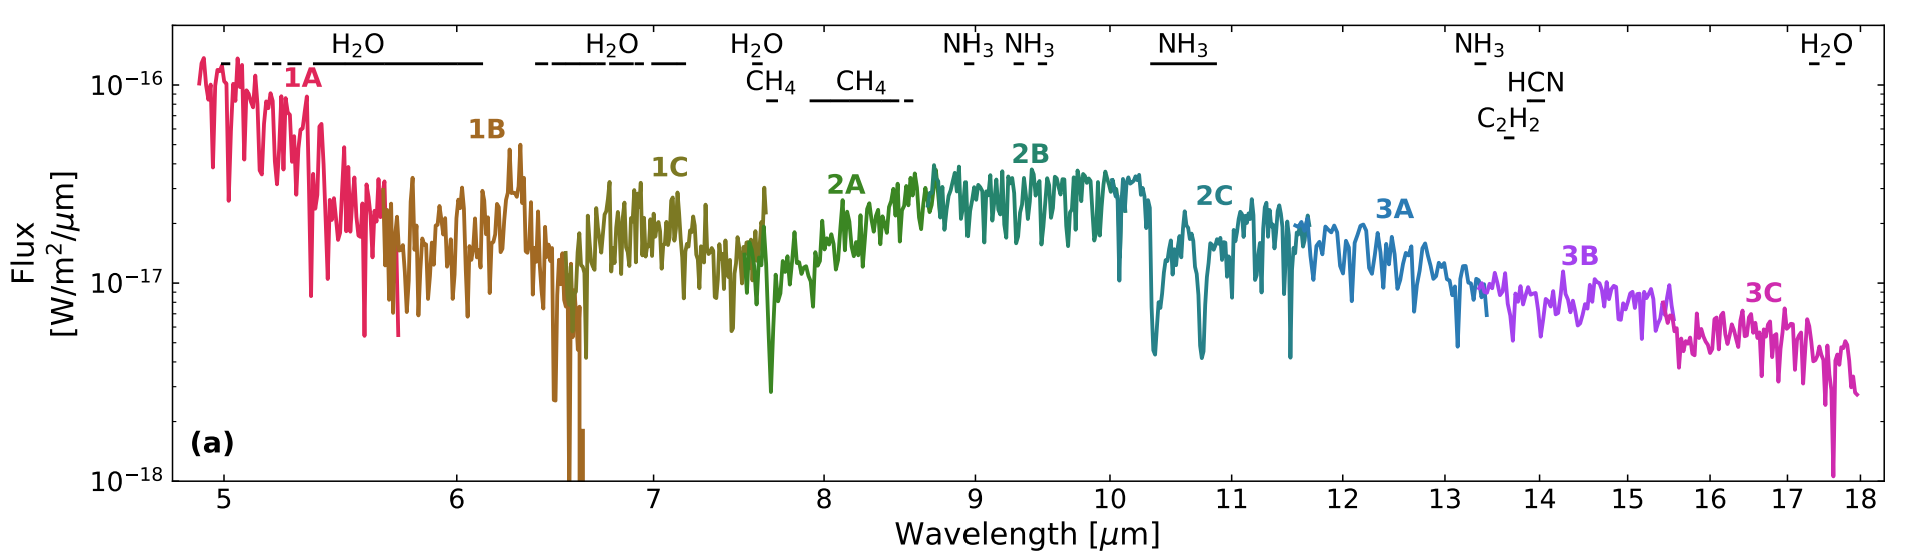 H₂O H₂O H₂O NH₃ NH₃ NH₃ NH₃ H₂O
1A CH₄ CH₄ HCN
C₂H₂
1B 1C 2A 2B 2C 3A 3B 3C
Flux
[W/m²/μm]
10⁻¹⁶
10⁻¹⁷
10⁻¹⁸
(a)
5 6 7 8 9 10 11 12 13 14 15 16 17 18
Wavelength [μm]